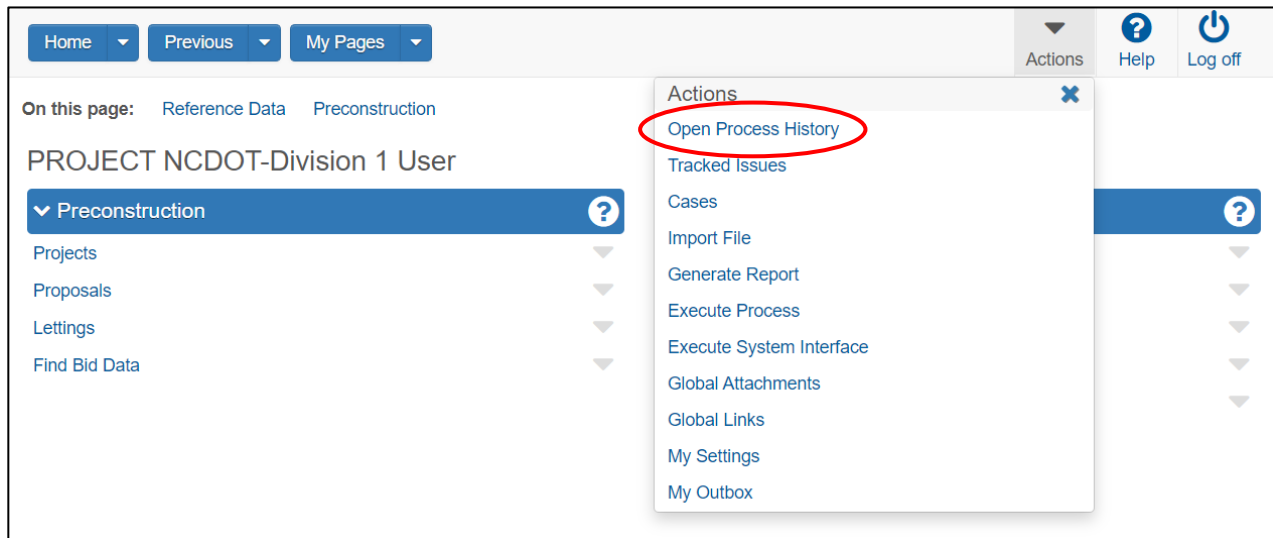 Home Previous My Pages Actions Help Log off
On this page: Reference Data Preconstruction
PROJECT NCDOT-Division 1 User
Preconstruction ?
Projects
Proposals
Lettings
Find Bid Data
Actions
Open Process History
Tracked Issues
Cases
Import File
Generate Report
Execute Process
Execute System Interface
Global Attachments
Global Links
My Settings
My Outbox
?